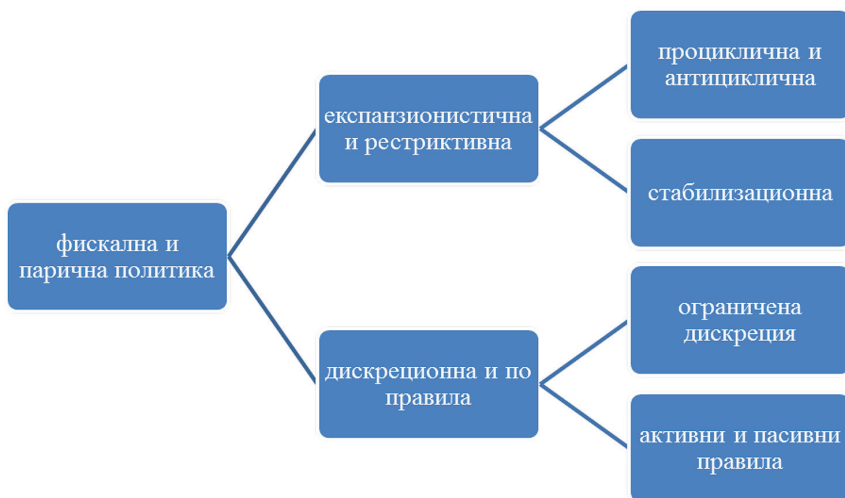 фискална и
парична политика
експанзионистична
и рестриктивна
проциклична и
антициклична
стабилизационна
дискреционна и по
правила
ограничена
дискреция
активни и пасивни
правила